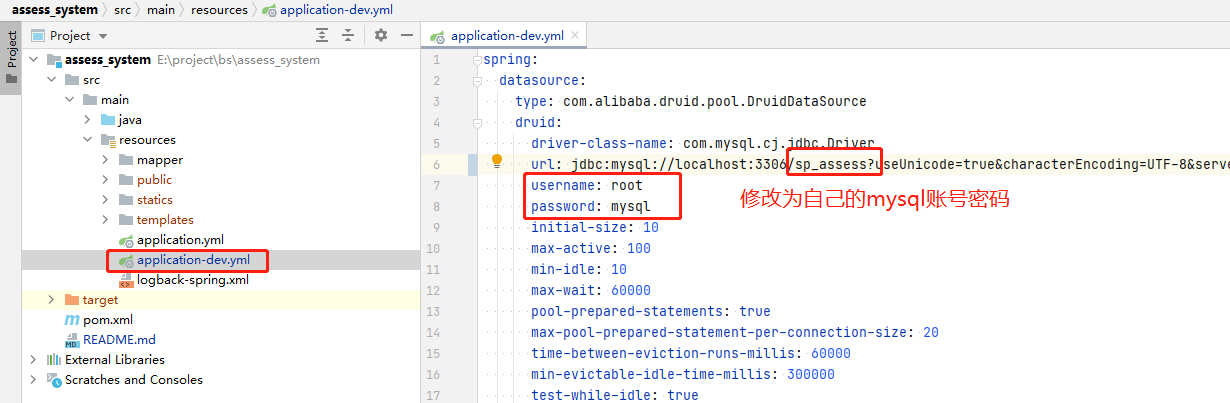 assess_system › src › main › resources › application-dev.yml
Project
Project
application-dev.yml
assess_system E:\project\bs\assess_system
src
main
java
resources
mapper
public
statics
templates
application.yml
application-dev.yml
logback-spring.xml
target
pom.xml
README.md
External Libraries
Scratches and Consoles
1 spring:
2 datasource:
3 type: com.alibaba.druid.pool.DruidDataSource
4 druid:
5 driver-class-name: com.mysql.cj.jdbc.Driver
6 url: jdbc:mysql://localhost:3306/sp_assess?useUnicode=true&characterEncoding=UTF-8&serve
7 username: root
8 password: mysql
修改为自己的mysql账号密码
9 initial-size: 10
10 max-active: 100
11 min-idle: 10
12 max-wait: 60000
13 pool-prepared-statements: true
14 max-pool-prepared-statement-per-connection-size: 20
15 time-between-eviction-runs-millis: 60000
16 min-evictable-idle-time-millis: 300000
17 test-while-idle: true